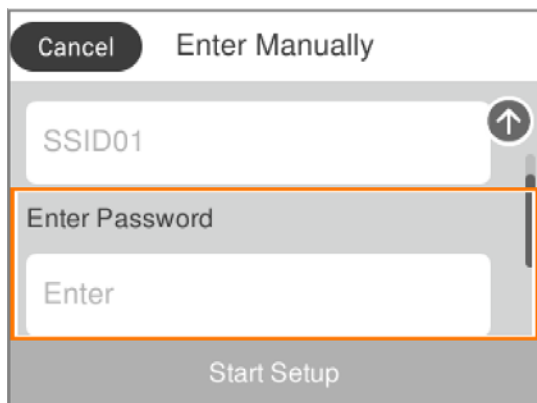 Cancel Enter Manually
SSID01
Enter Password
Enter
Start Setup